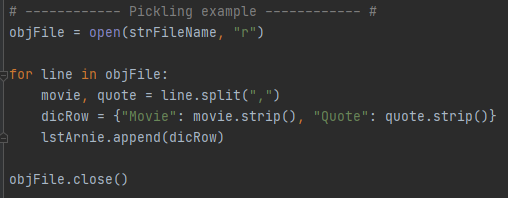 # ------------ Pickling example ------------ #
objFile = open(strFileName, "r")
for line in objFile:
movie, quote = line.split(",")
dicRow = {"Movie": movie.strip(), "Quote": quote.strip()}
lstArnie.append(dicRow)
objFile.close()